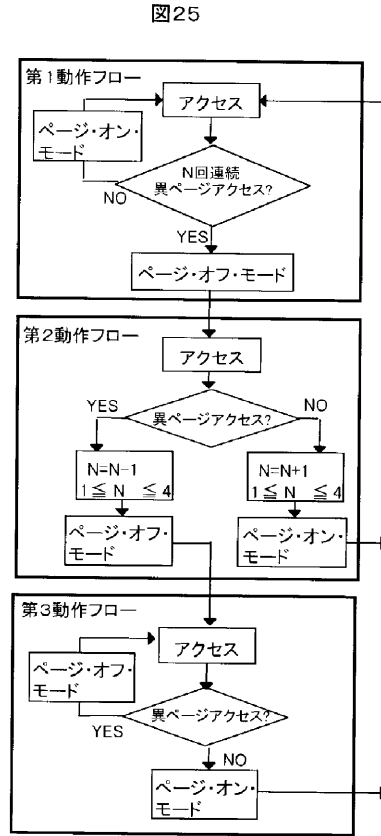 図25
第1動作フロー
アクセス
ページ・オン・
モード
N回連続
異ページアクセス?
NO
YES
ページ・オフ・モード
第2動作フロー
アクセス
異ページアクセス?
YES
NO
N=N-1
1≦ N ≦4
N=N+1
1≦ N ≦4
ページ・オフ・
モード
ページ・オン・
モード
第3動作フロー
アクセス
ページ・オフ・
モード
異ページアクセス?
YES
NO
ページ・オン・
モード